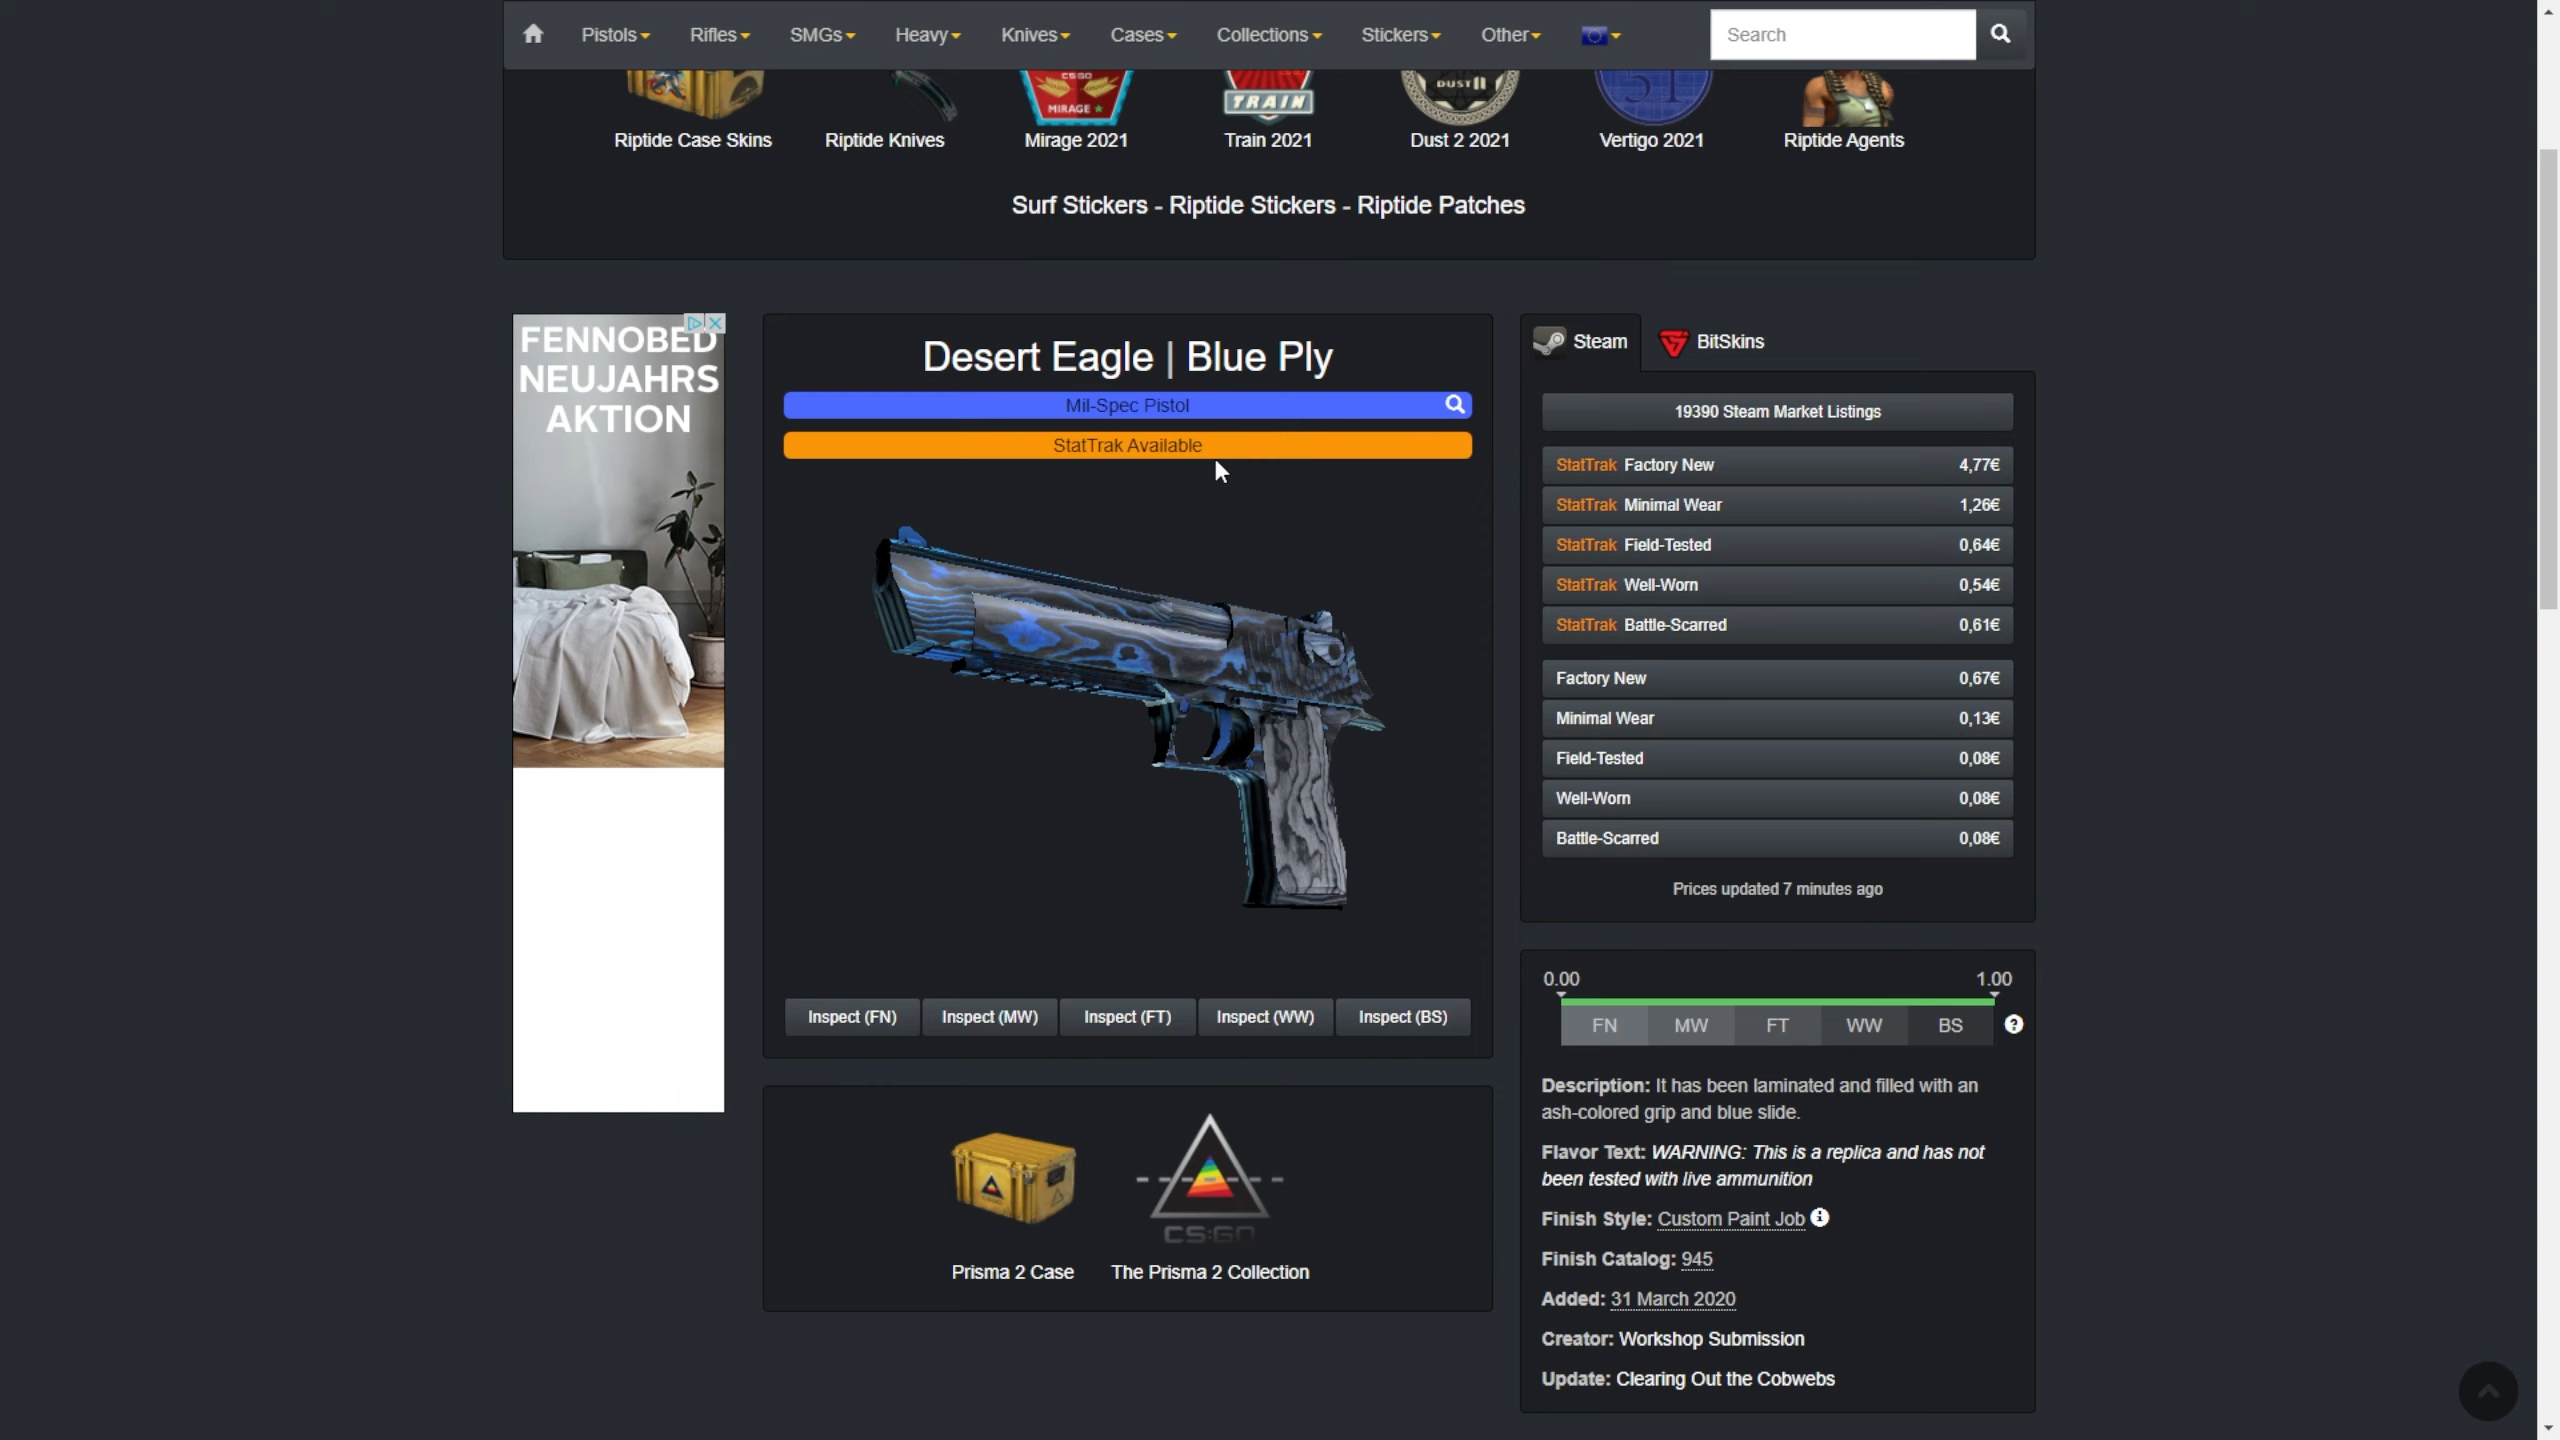 Pistols
Rifles
SMGs
Heavy
Knives
Cases
Collections
Stickers
Other
Search
CSGO
MIRAGE
TRAIN
DUST II
51
Riptide Case Skins
Riptide Knives
Mirage 2021
Train 2021
Dust 2 2021
Vertigo 2021
Riptide Agents
Surf Stickers - Riptide Stickers - Riptide Patches
FENNOBED
NEUJAHRS
AKTION
Desert Eagle | Blue Ply
Mil-Spec Pistol
StatTrak Available
Inspect (FN)
Inspect (MW)
Inspect (FT)
Inspect (WW)
Inspect (BS)
CS:GO
Prisma 2 Case
The Prisma 2 Collection
Steam
BitSkins
19390 Steam Market Listings
StatTrak Factory New 4,77€
StatTrak Minimal Wear 1,26€
StatTrak Field-Tested 0,64€
StatTrak Well-Worn 0,54€
StatTrak Battle-Scarred 0,61€
Factory New 0,67€
Minimal Wear 0,13€
Field-Tested 0,08€
Well-Worn 0,08€
Battle-Scarred 0,08€
Prices updated 7 minutes ago
0.00 1.00
FN MW FT WW BS
Description: It has been laminated and filled with an
ash-colored grip and blue slide.
Flavor Text: WARNING: This is a replica and has not
been tested with live ammunition
Finish Style: Custom Paint Job
Finish Catalog: 945
Added: 31 March 2020
Creator: Workshop Submission
Update: Clearing Out the Cobwebs